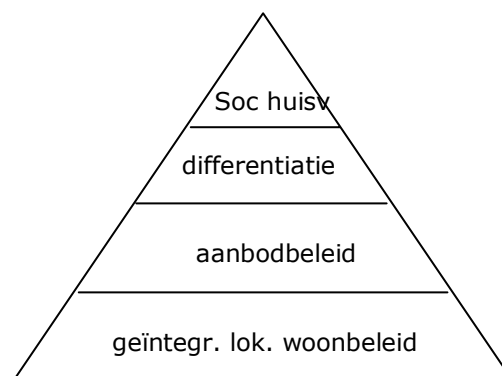 Soc huisv
differentiatie
aanbodbeleid
geïntegr. lok. woonbeleid